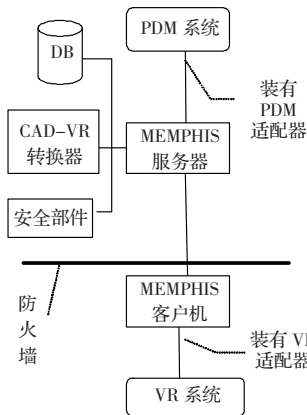 PDM 系统
DB
装有
PDM
适配器
CAD-VR
转换器
MEMPHIS
服务器
安全部件
防
火
墙
MEMPHIS
客户机
装有 VR
适配器
VR 系统